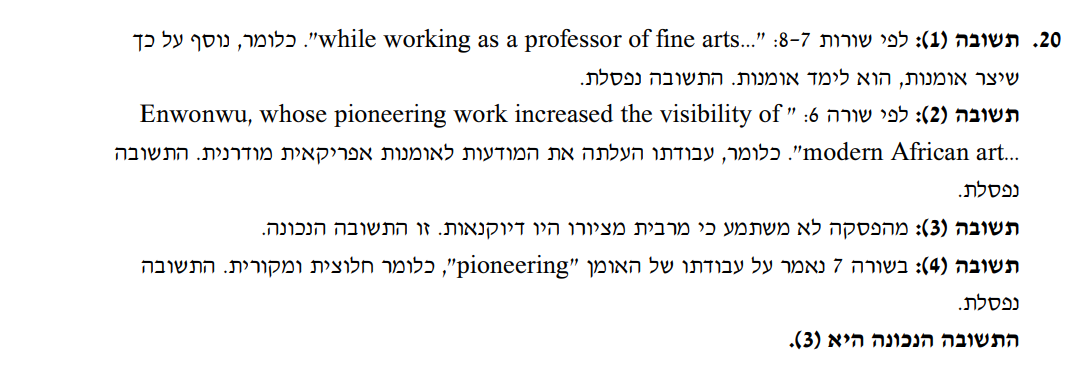 20. תשובה (1): לפי שורות 7–8: "...while working as a professor of fine arts". כלומר, נוסף על כך
שיצר אומנות, הוא לימד אומנות. התשובה נפסלת.
תשובה (2): לפי שורה 6: "Enwonwu, whose pioneering work increased the visibility of
modern African art...". כלומר, עבודתו העלתה את המודעות לאומנות אפריקאית מודרנית. התשובה
נפסלת.
תשובה (3): מהפסקה לא משתמע כי מרבית מציורו היו דיוקנאות. זו התשובה הנכונה.
תשובה (4): בשורה 7 נאמר על עבודתו של האומן "pioneering", כלומר חלוצית ומקורית. התשובה
נפסלת.
התשובה הנכונה היא (3).